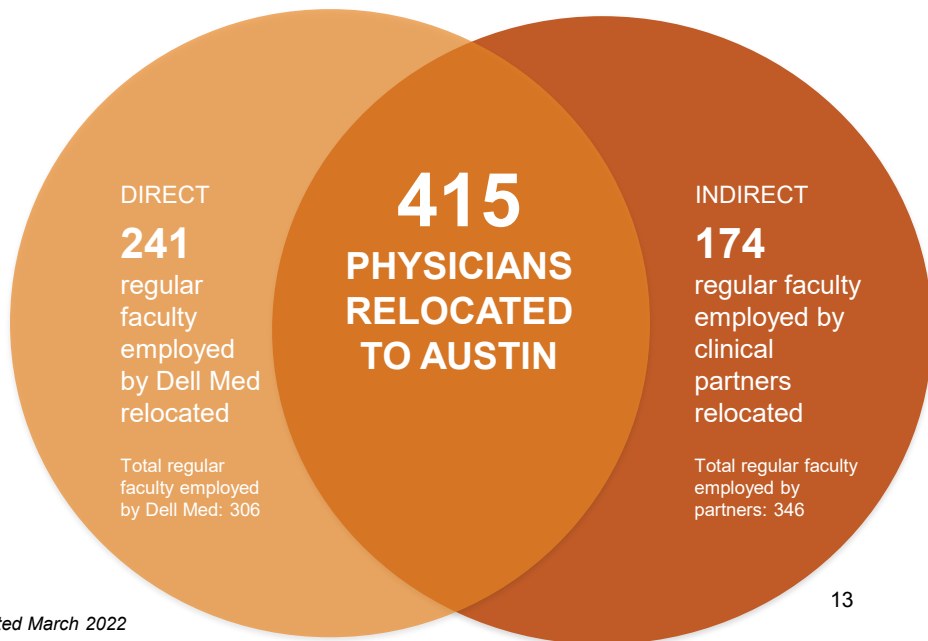 DIRECT
241
regular
faculty
employed
by Dell Med
relocated
Total regular
faculty employed
by Dell Med: 306
415
PHYSICIANS
RELOCATED
TO AUSTIN
INDIRECT
174
regular faculty
employed by
clinical
partners
relocated
Total regular faculty
employed by
partners: 346
March 2022
13